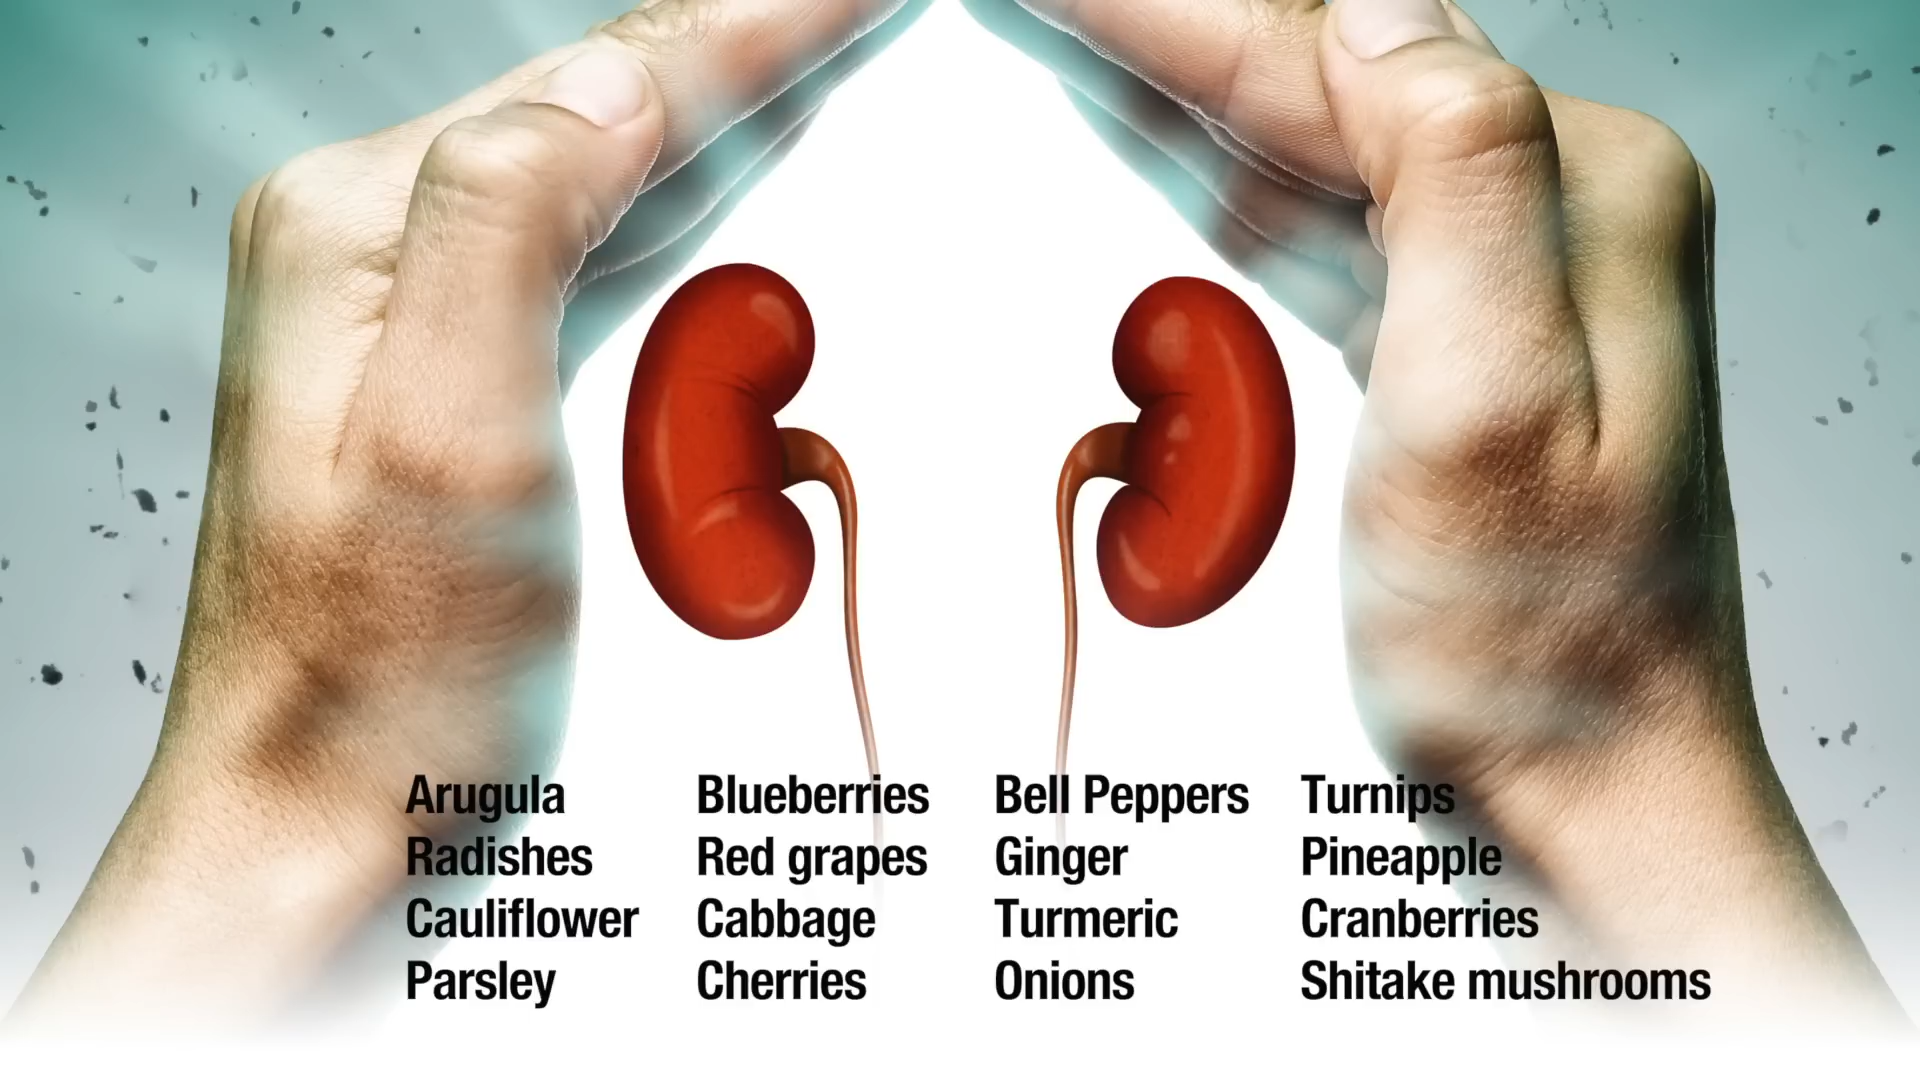 Arugula
Radishes
Cauliflower
Parsley
Blueberries
Red grapes
Cabbage
Cherries
Bell Peppers
Ginger
Turmeric
Onions
Turnips
Pineapple
Cranberries
Shitake mushrooms